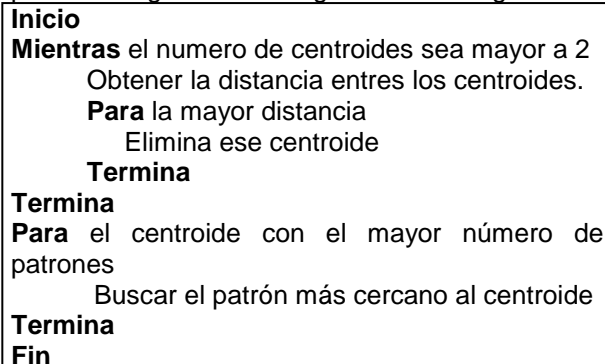 Inicio
Mientras el numero de centroides sea mayor a 2
Obtener la distancia entres los centroides.
Para la mayor distancia
Elimina ese centroide
Termina
Termina
Para el centroide con el mayor número de
patrones
Buscar el patrón más cercano al centroide
Termina
Fin